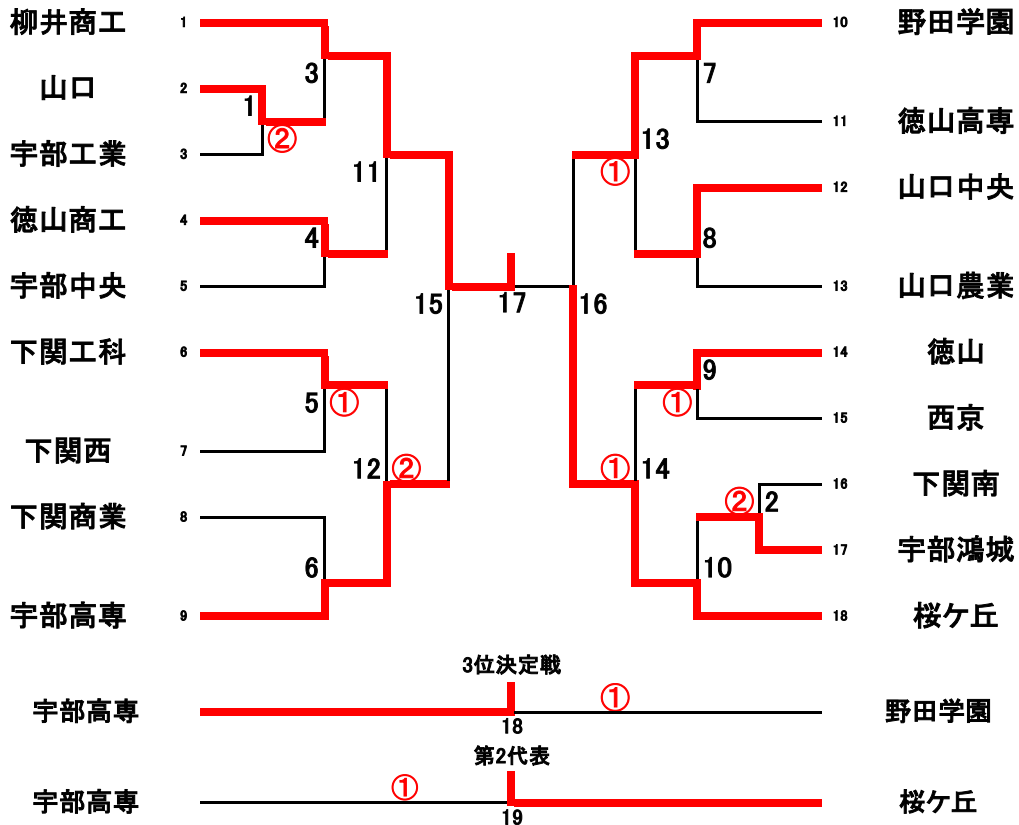 柳井商工 1 10 野田学園
3 7
山口 2
1
② 11 徳山高専
宇部工業 3 13
11 ①
12 山口中央
徳山商工 4
4 8
宇部中央 5 13 山口農業
15 17 16
下関工科 6 14 徳山
9
5 ① ①
15 西京
下関西 7
12 ② ① 14
16 下関南
② 2
下関商業 8
17 宇部鴻城
6 10
宇部高専 9 18 桜ケ丘
3位決定戦
①
宇部高専 野田学園
18
第2代表
①
宇部高専 桜ケ丘
19